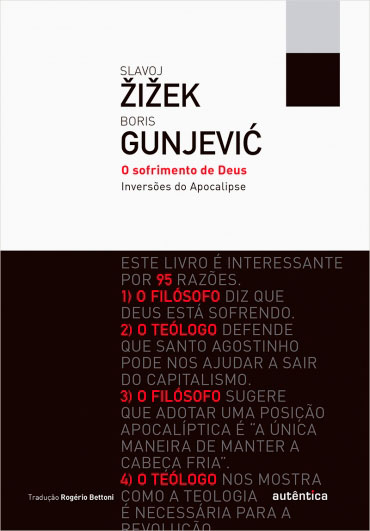 SLAVOJ
ŽIŽEK
BORIS
GUNJEVIĆ
O sofrimento de Deus
Inversões do Apocalipse
ESTE LIVRO É INTERESSANTE
POR 95 RAZÕES.
1) O FILÓSOFO DIZ QUE
DEUS ESTÁ SOFRENDO.
2) O TEÓLOGO DEFENDE
QUE SANTO AGOSTINHO
PODE NOS AJUDAR A SAIR
DO CAPITALISMO.
3) O FILÓSOFO SUGERE
QUE ADOTAR UMA POSIÇÃO
APOCALÍPTICA É “A ÚNICA
MANEIRA DE MANTER A
CABEÇA FRIA”.
4) O TEÓLOGO NOS MOSTRA
COMO A TEOLOGIA
É NECESSÁRIA PARA A
REVOLUÇÃO
Tradução Rogério Bettoni
autêntica